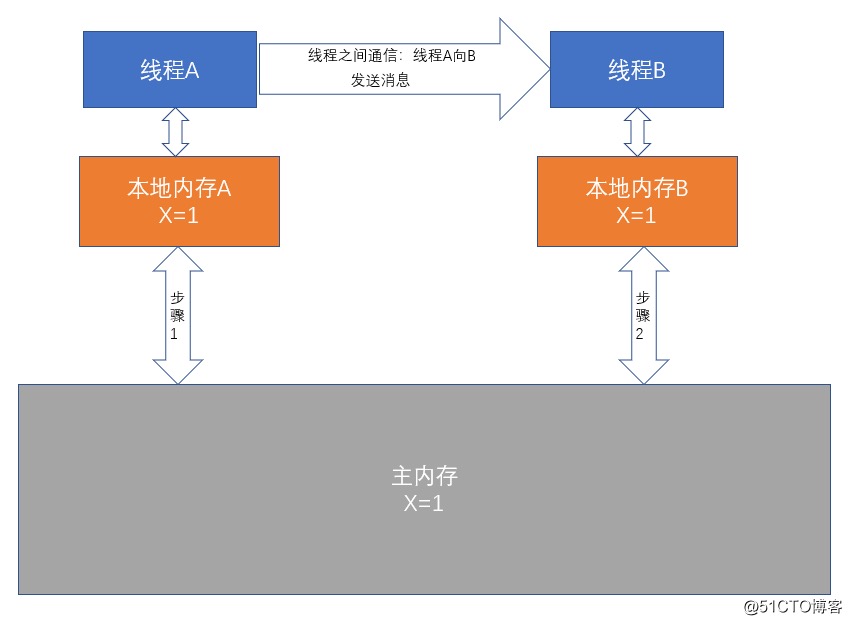 线程A
线程之间通信：线程A向B
发送消息
线程B
本地内存A
X=1
本地内存B
X=1
步
骤
1
步
骤
2
主内存
X=1
@51CTO博客